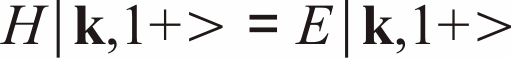 H|k,1+> = E|k,1+>